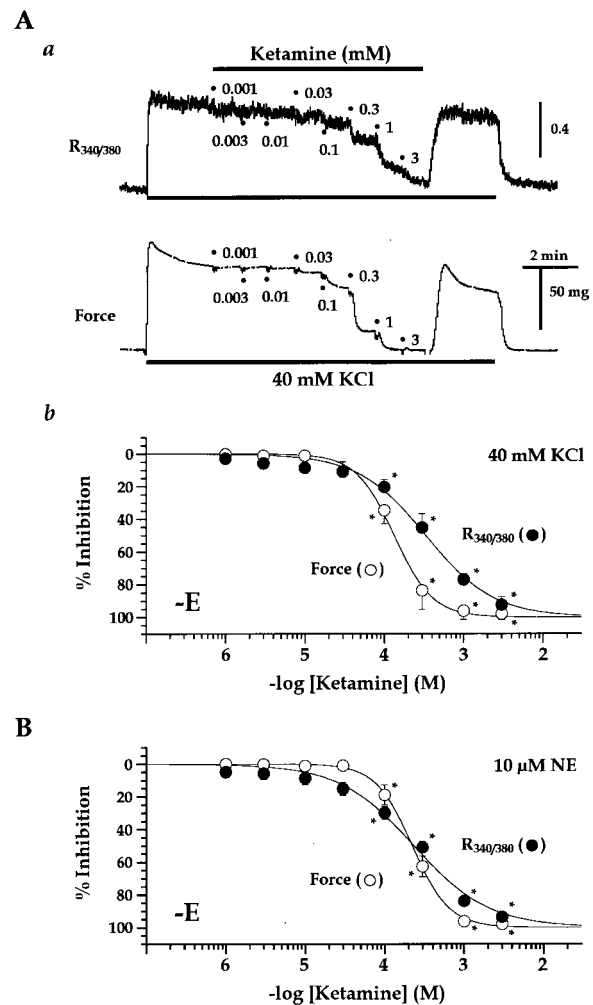 A
a
Ketamine (mM)
0.001
0.03
0.3
1
0.003
0.01
0.1
3
R340/380
0.4
0.001
0.03
0.3
2 min
0.003
0.01
0.1
1
3
50 mg
Force
40 mM KCl
b
40 mM KCl
0
20
40
60
80
100
% Inhibition
* * * * * * *
R340/380 (●)
Force (○)
-E
6 5 4 3 2
-log [Ketamine] (M)
B
10 µM NE
0
20
40
60
80
100
% Inhibition
* * * * * * * *
R340/380 (●)
Force (○)
-E
6 5 4 3 2
-log [Ketamine] (M)